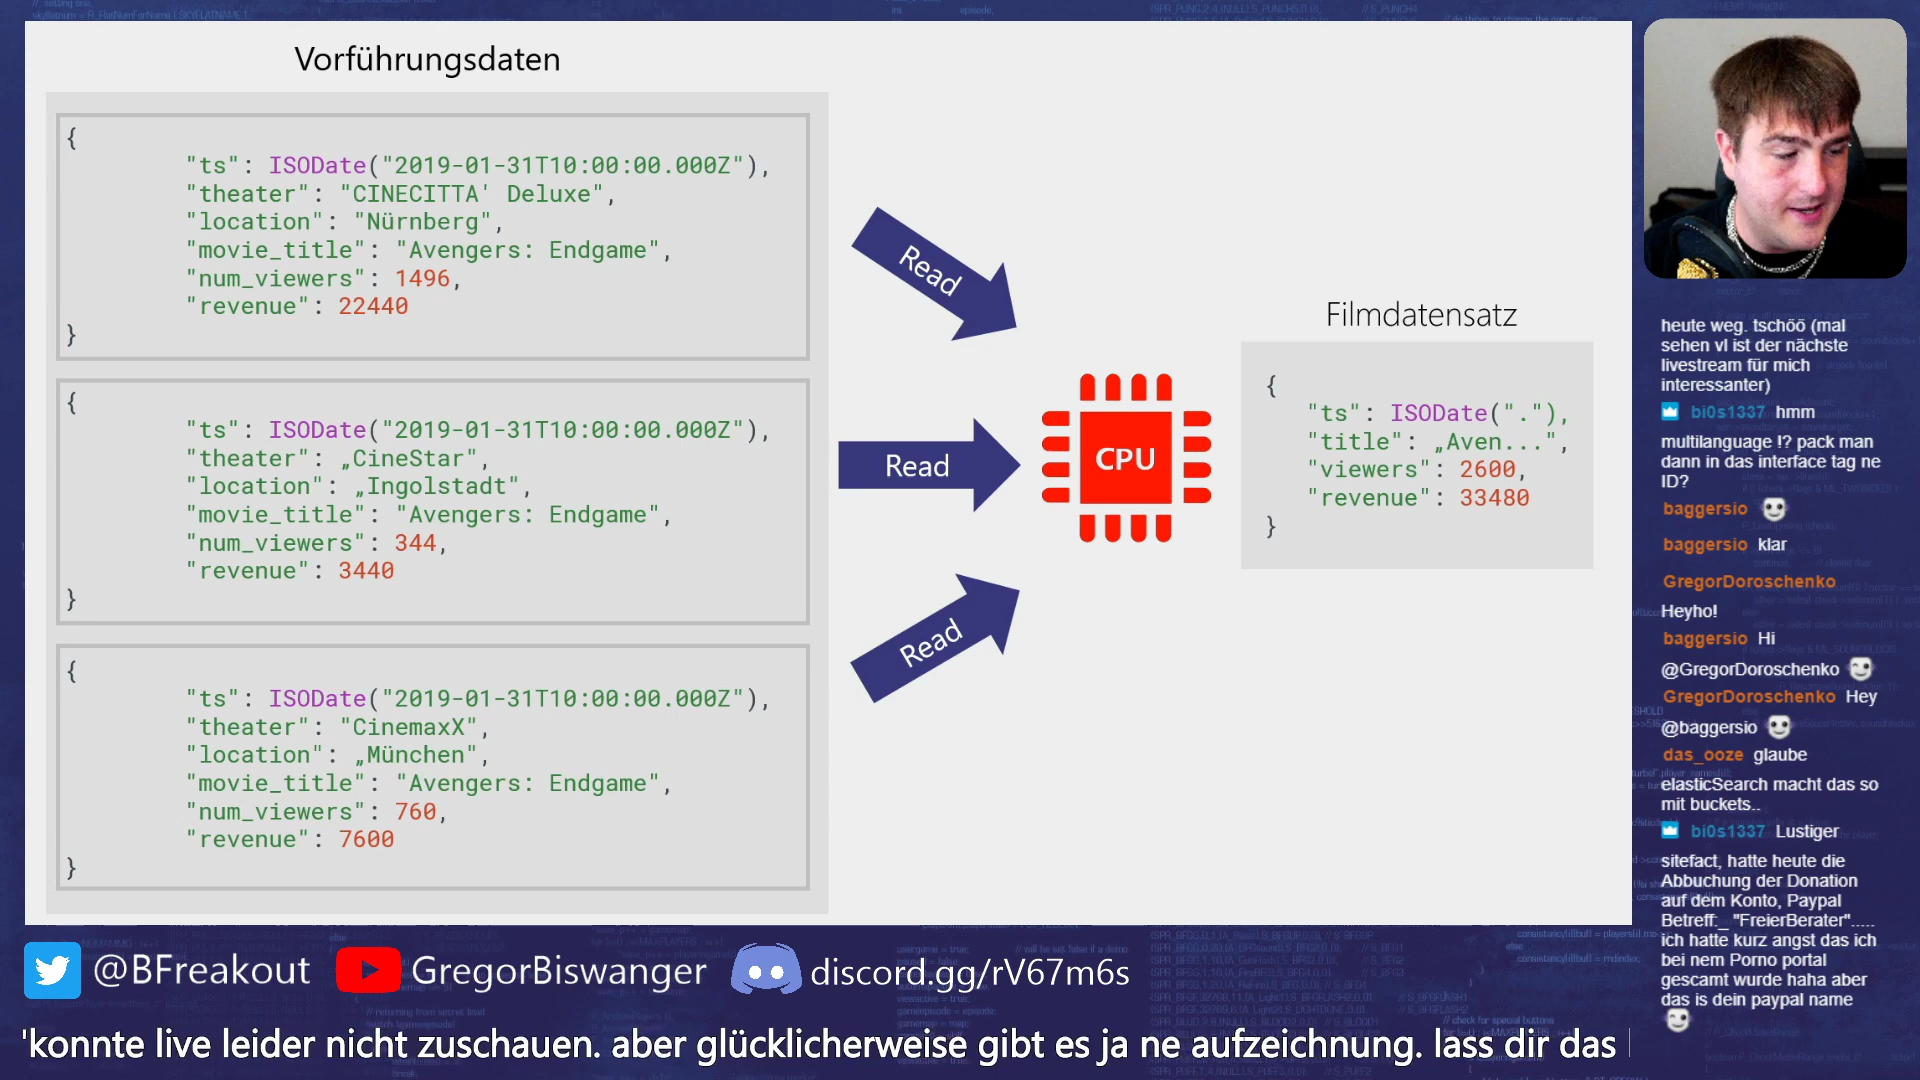 Vorführungsdaten
{
"ts": ISODate("2019-01-31T10:00:00.000Z"),
"theater": "CINECITTA' Deluxe",
"location": "Nürnberg",
"movie_title": "Avengers: Endgame",
"num_viewers": 1496,
"revenue": 22440
}
{
"ts": ISODate("2019-01-31T10:00:00.000Z"),
"theater": „CineStar",
"location": „Ingolstadt",
"movie_title": "Avengers: Endgame",
"num_viewers": 344,
"revenue": 3440
}
{
"ts": ISODate("2019-01-31T10:00:00.000Z"),
"theater": "CinemaxX",
"location": „München",
"movie_title": "Avengers: Endgame",
"num_viewers": 760,
"revenue": 7600
}
Read
Read
Read
CPU
Filmdatensatz
{
"ts": ISODate("."),
"title": „Aven...",
"viewers": 2600,
"revenue": 33480
}
heute weg. tschöö (mal
sehen vl ist der nächste
livestream für mich
interessanter)
bi0s1337 hmm
multilanguage !? pack man
dann in das interface tag ne
ID?
baggersio
baggersio klar
GregorDoroschenko
Heyho!
baggersio Hi
@GregorDoroschenko
GregorDoroschenko Hey
@baggersio
das_ooze glaube
elasticSearch macht das so
mit buckets..
bi0s1337 Lustiger
sitefact, hatte heute die
Abbuchung der Donation
auf dem Konto, Paypal
Betreff:_ "FreierBerater".....
ich hatte kurz angst das ich
bei nem Porno portal
gescamt wurde haha aber
das is dein paypal name
@BFreakout
GregorBiswanger
discord.gg/rV67m6s
'konnte live leider nicht zuschauen. aber glücklicherweise gibt es ja ne aufzeichnung. lass dir das